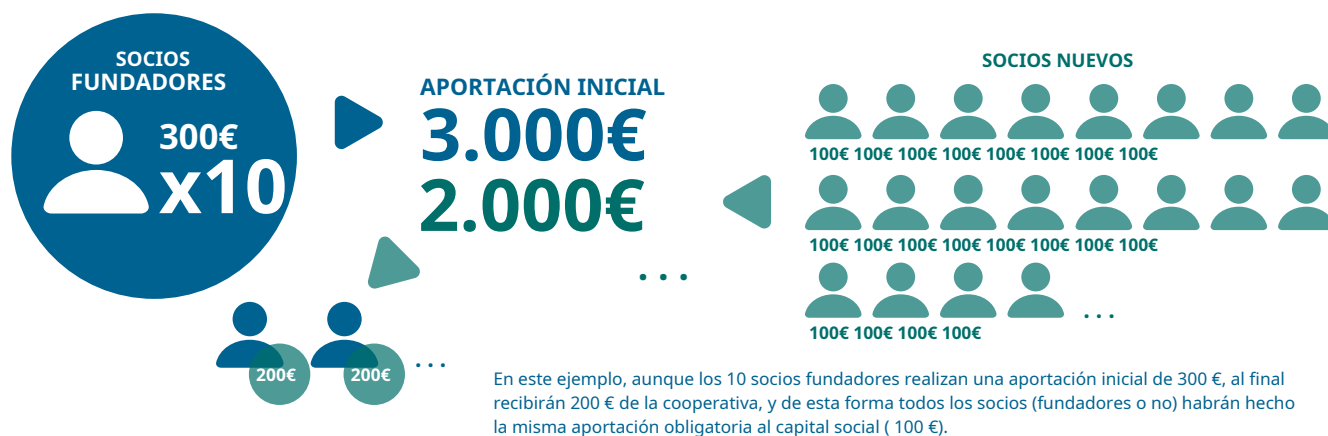 SOCIOS
FUNDADORES
300€
x10
APORTACIÓN INICIAL
3.000€
2.000€
...
SOCIOS NUEVOS
100€ 100€ 100€ 100€ 100€ 100€ 100€ 100€
100€ 100€ 100€ 100€ 100€ 100€ 100€ 100€
...
100€ 100€ 100€ 100€
200€ 200€ ...
En este ejemplo, aunque los 10 socios fundadores realizan una aportación inicial de 300 €, al final
recibirán 200 € de la cooperativa, y de esta forma todos los socios (fundadores o no) habrán hecho
la misma aportación obligatoria al capital social ( 100 €).